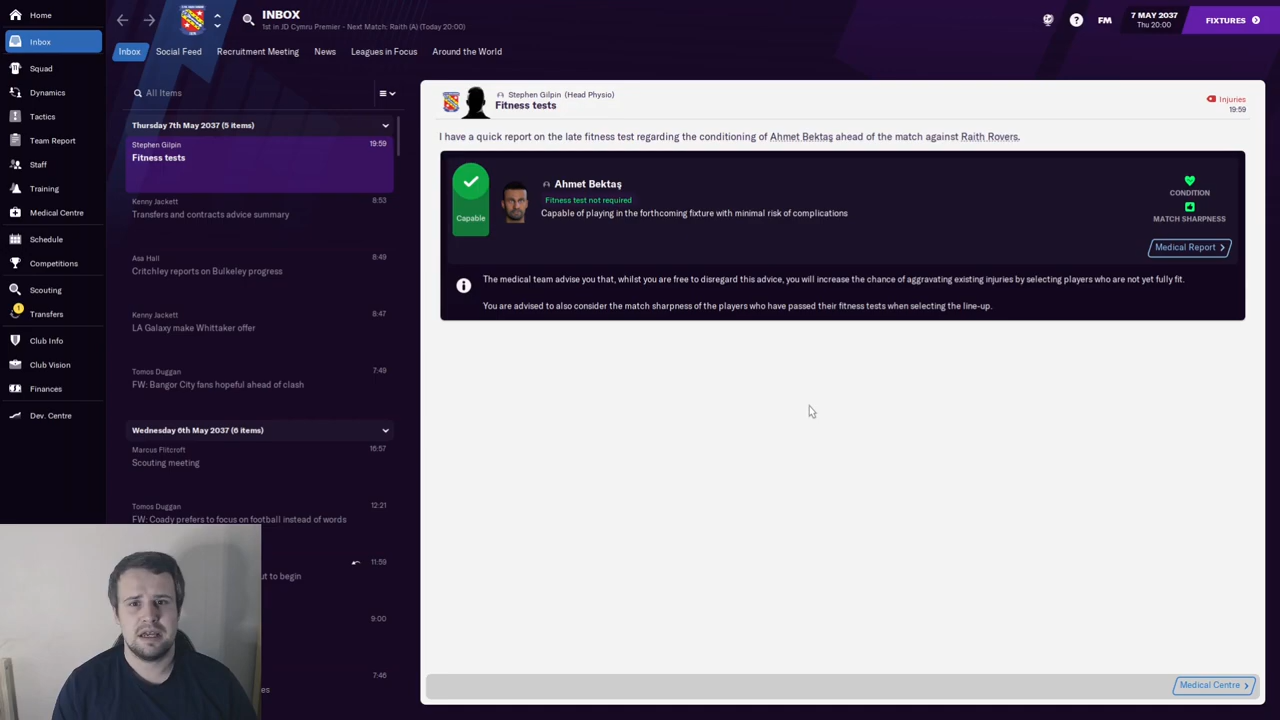 Home
Inbox
Squad
Dynamics
Tactics
Team Report
Staff
Training
Medical Centre
Schedule
Competitions
Scouting
1
Transfers
Club Info
Club Vision
Finances
Dev. Centre
INBOX
1st in JD Cymru Premier - Next Match: Raith (A) (Today 20:00)
?
FM
7 MAY 2037
Thu 20:00
FIXTURES
Inbox
Social Feed
Recruitment Meeting
News
Leagues in Focus
Around the World
All Items
Thursday 7th May 2037 (5 items)
Stephen Gilpin 19:59
Fitness tests
Kenny Jackett 8:53
Transfers and contracts advice summary
Asa Hall 8:49
Critchley reports on Bulkeley progress
Kenny Jackett 8:47
LA Galaxy make Whittaker offer
Tomos Duggan 7:49
FW: Bangor City fans hopeful ahead of clash
Wednesday 6th May 2037 (6 items)
Marcus Flitcroft 16:57
Scouting meeting
Tomos Duggan 12:21
FW: Coady prefers to focus on football instead of words
11:59
to begin
9:00
7:46
Stephen Gilpin (Head Physio)
Fitness tests
Injuries
19:59
I have a quick report on the late fitness test regarding the conditioning of Ahmet Bektaş ahead of the match against Raith Rovers.
Capable
Ahmet Bektaş
Fitness test not required
Capable of playing in the forthcoming fixture with minimal risk of complications
CONDITION
MATCH SHARPNESS
Medical Report
The medical team advise you that, whilst you are free to disregard this advice, you will increase the chance of aggravating existing injuries by selecting players who are not yet fully fit.
You are advised to also consider the match sharpness of the players who have passed their fitness tests when selecting the line-up.
Medical Centre